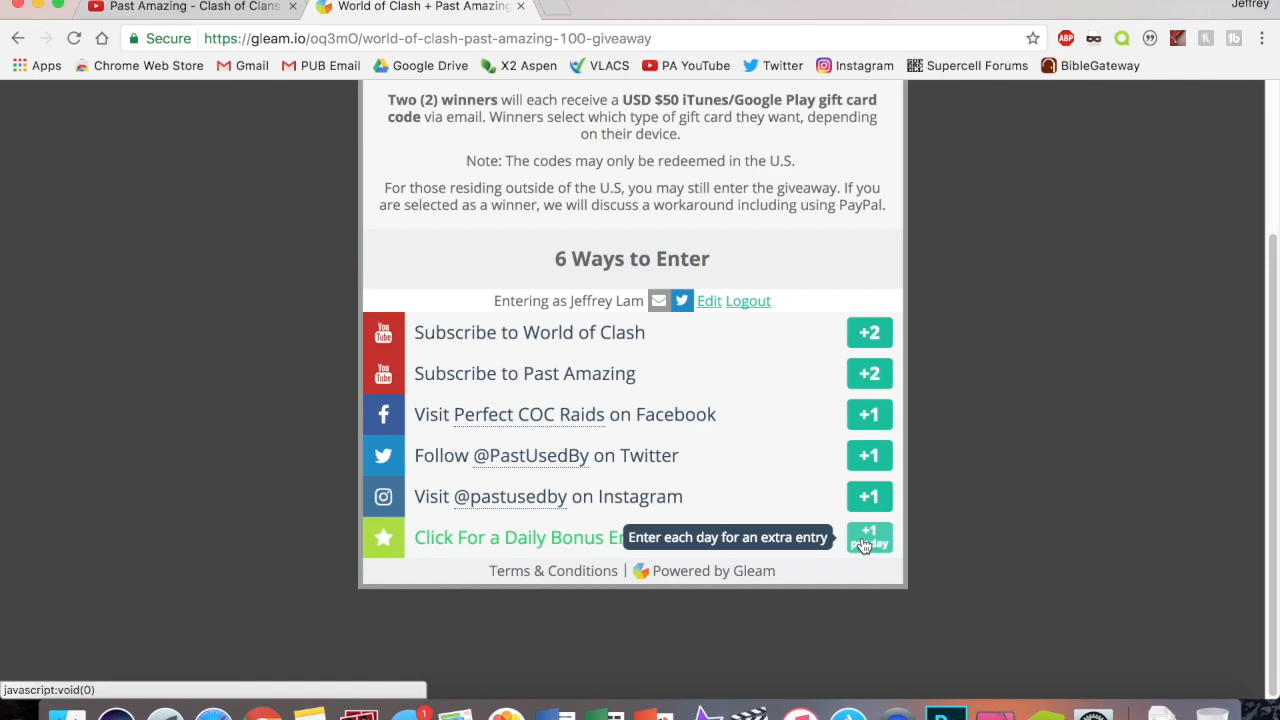 Jeffrey
Past Amazing - Clash of Clans ×
World of Clash + Past Amazing ×
Secure https://gleam.io/oq3mO/world-of-clash-past-amazing-100-giveaway
ABP
Apps Chrome Web Store Gmail PUB Email Google Drive X2 Aspen VLACS PA YouTube Twitter Instagram Supercell Forums BibleGateway
Two (2) winners will each receive a USD $50 iTunes/Google Play gift card
code via email. Winners select which type of gift card they want, depending
on their device.
Note: The codes may only be redeemed in the U.S.
For those residing outside of the U.S, you may still enter the giveaway. If you
are selected as a winner, we will discuss a workaround including using PayPal.
6 Ways to Enter
Entering as Jeffrey Lam Edit Logout
You Tube Subscribe to World of Clash +2
You Tube Subscribe to Past Amazing +2
Visit Perfect COC Raids on Facebook +1
Follow @PastUsedBy on Twitter +1
Visit @pastusedby on Instagram +1
Click For a Daily Bonus Enter each day for an extra entry +1
Terms & Conditions | Powered by Gleam
javascript:void(0)
1